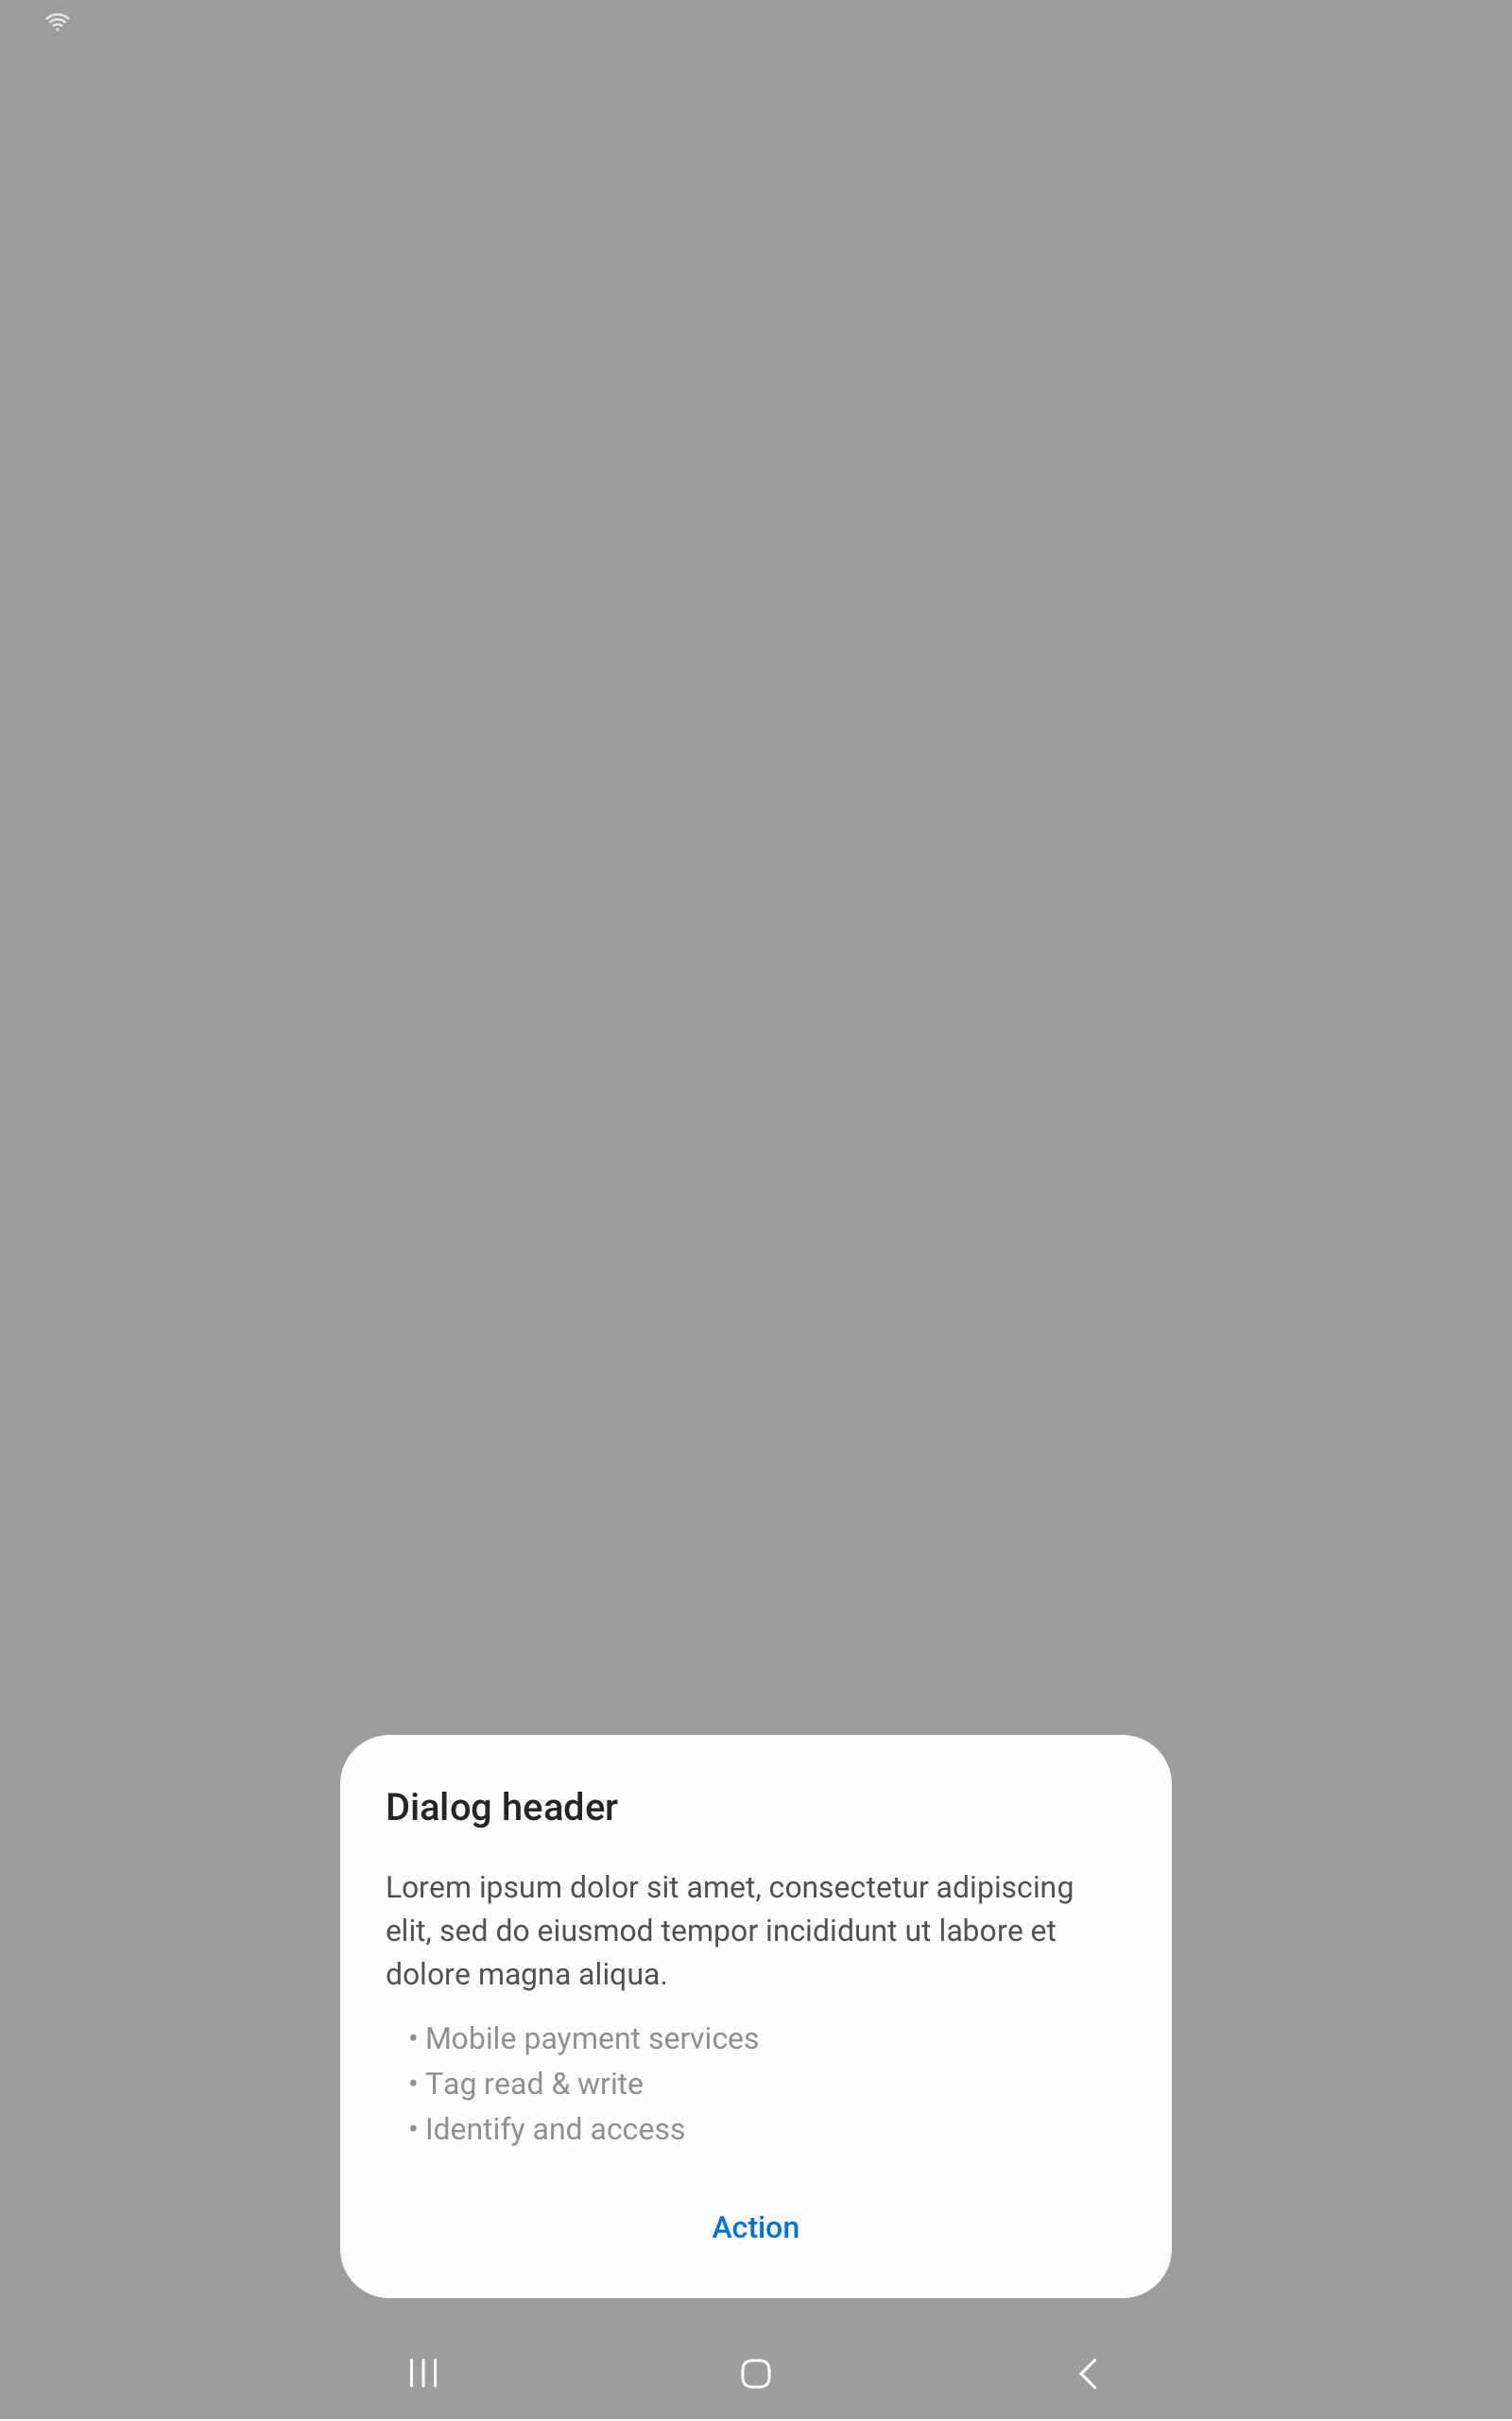 Dialog header
Lorem ipsum dolor sit amet, consectetur adipiscing
elit, sed do eiusmod tempor incididunt ut labore et
dolore magna aliqua.
• Mobile payment services
• Tag read & write
• Identify and access
Action